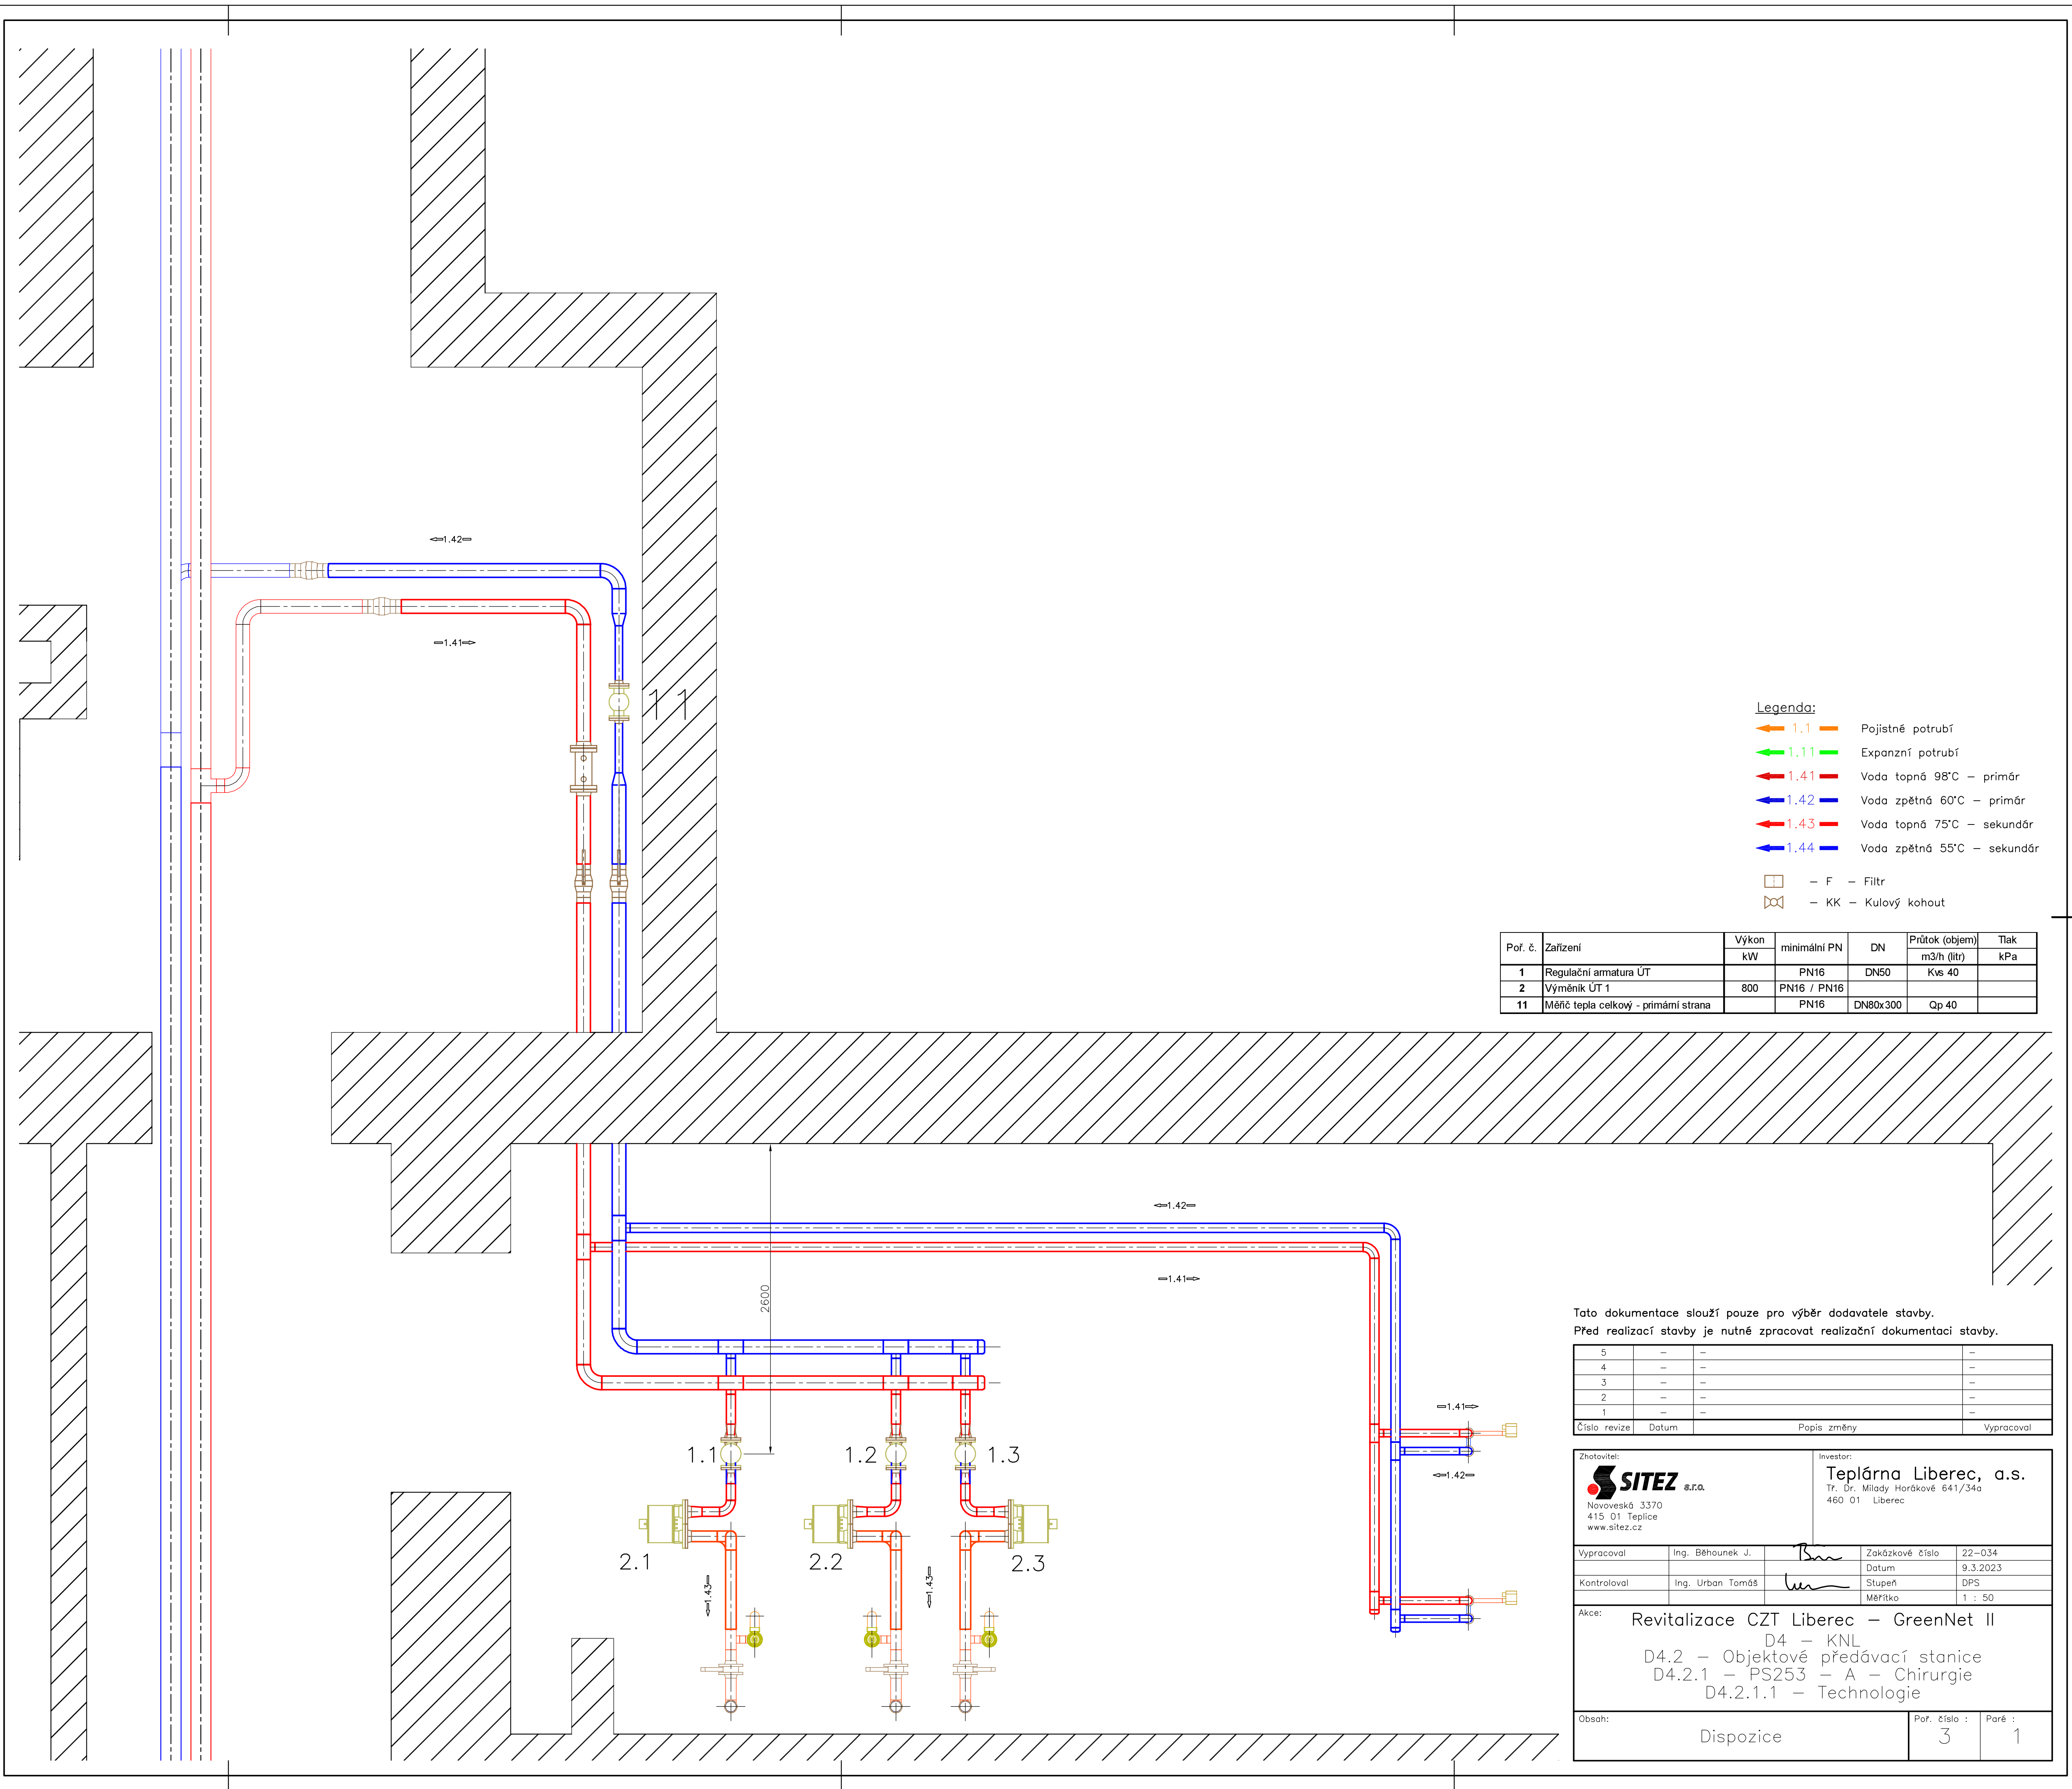 1.42
1.41
11
Legenda:
1.1 Pojistné potrubí
1.11 Expanzní potrubí
1.41 Voda topná 98°C – primár
1.42 Voda zpětná 60°C – primár
1.43 Voda topná 75°C – sekundár
1.44 Voda zpětná 55°C – sekundár
– F – Filtr
– KK – Kulový kohout
Poř. č. Zařízení Výkon minimální PN DN Průtok (objem) Tlak
kW m3/h (litr) kPa
1 Regulační armatura ÚT PN16 DN50 Kvs 40
2 Výměník ÚT 1 800 PN16 / PN16
11 Měřič tepla celkový - primární strana PN16 DN80x300 Qp 40
1.42
1.41
2600
1.41
1.42
1.1
1.2
1.3
2.1
2.2
2.3
1.43
1.43
Tato dokumentace slouží pouze pro výběr dodavatele stavby.
Před realizací stavby je nutné zpracovat realizační dokumentaci stavby.
5 – – –
4 – – –
3 – – –
2 – – –
1 – – –
Číslo revize Datum Popis změny Vypracoval
Zhotovitel:
SITEZ s.r.o.
Novoveská 3370
415 01 Teplice
www.sitez.cz
Investor:
Teplárna Liberec, a.s.
Tř. Dr. Milady Horákové 641/34a
460 01 Liberec
Vypracoval Ing. Běhounek J. Zakázkové číslo 22–034
Datum 9.3.2023
Kontroloval Ing. Urban Tomáš Stupeň DPS
Měřítko 1 : 50
Akce: Revitalizace CZT Liberec – GreenNet II
D4 – KNL
D4.2 – Objektové předávací stanice
D4.2.1 – PS253 – A – Chirurgie
D4.2.1.1 – Technologie
Obsah: Poř. číslo : Paré :
Dispozice 3 1